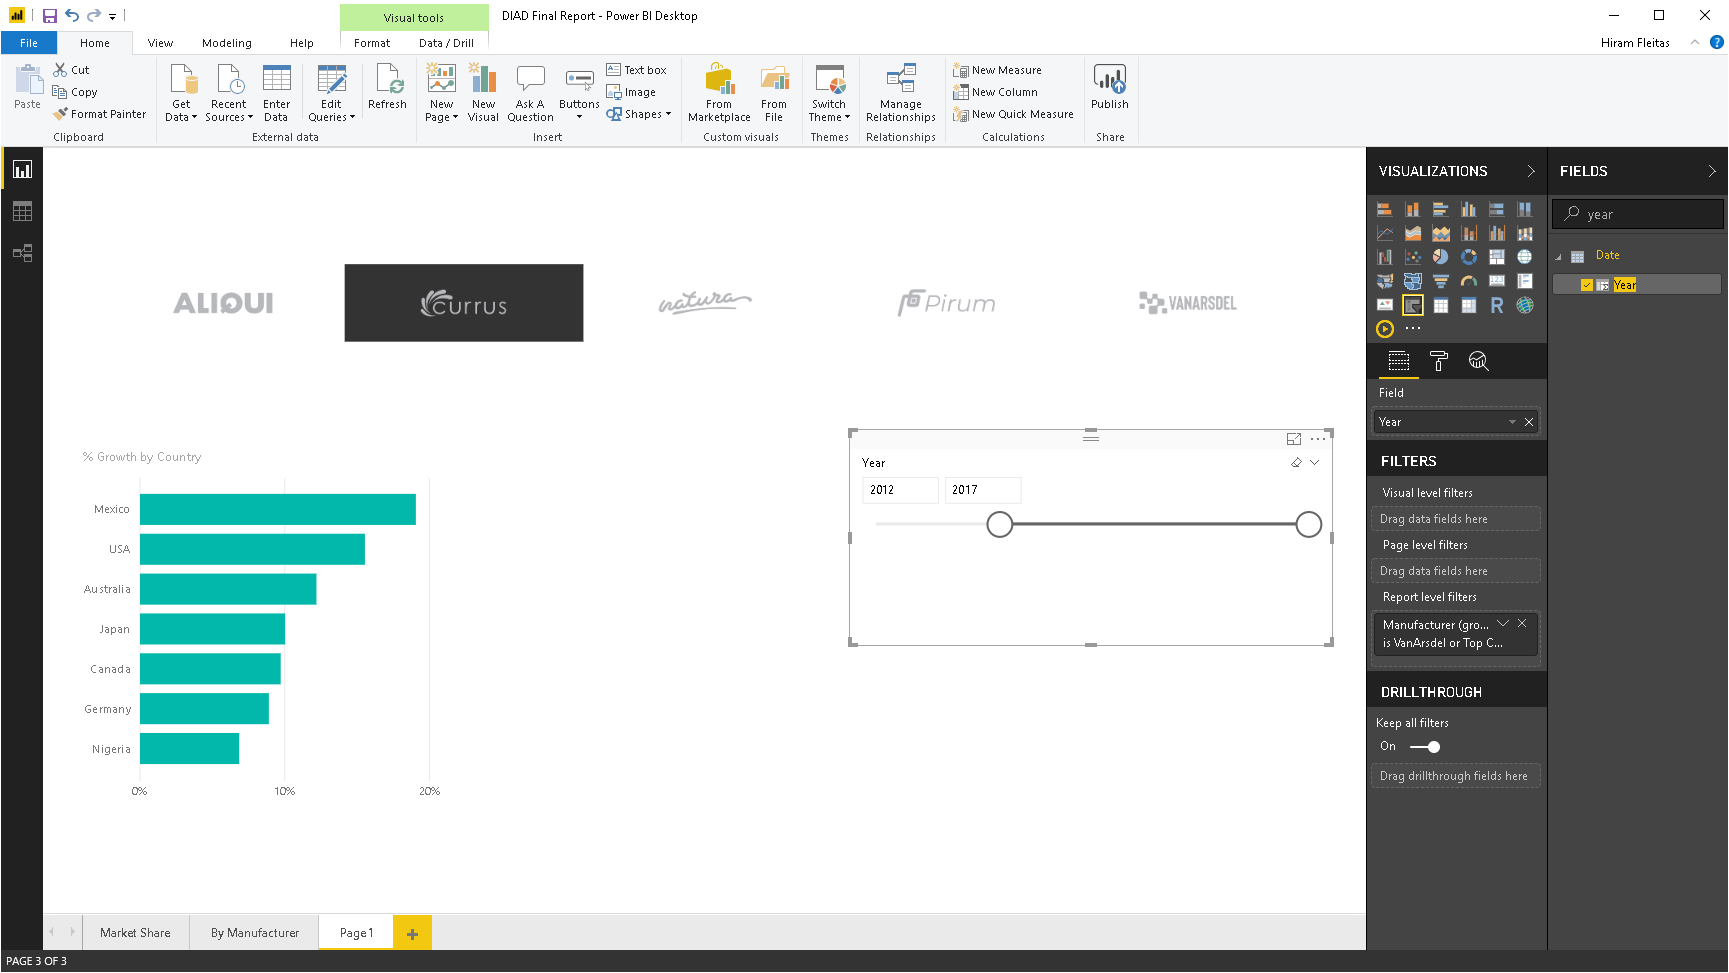 Visual tools
DIAD Final Report - Power BI Desktop
File
Home
View
Modeling
Help
Format
Data / Drill
Hiram Fleitas
Paste
Cut
Copy
Format Painter
Clipboard
Get Data
Recent Sources
Enter Data
Edit Queries
Refresh
External data
New Page
New Visual
Ask A Question
Buttons
Text box
Image
Shapes
Insert
From Marketplace
From File
Custom visuals
Switch Theme
Themes
Manage Relationships
Relationships
New Measure
New Column
New Quick Measure
Calculations
Publish
Share
ALIQUI
currus
natura
Pirum
VANARSDEL
% Growth by Country
Mexico
USA
Australia
Japan
Canada
Germany
Nigeria
0%
10%
20%
Year
2012
2017
VISUALIZATIONS
R
Field
Year
FILTERS
Visual level filters
Drag data fields here
Page level filters
Drag data fields here
Report level filters
Manufacturer (gro...
is VanArsdel or Top C...
DRILLTHROUGH
Keep all filters
On
Drag drillthrough fields here
FIELDS
year
Date
Year
Market Share
By Manufacturer
Page 1
PAGE 3 OF 3